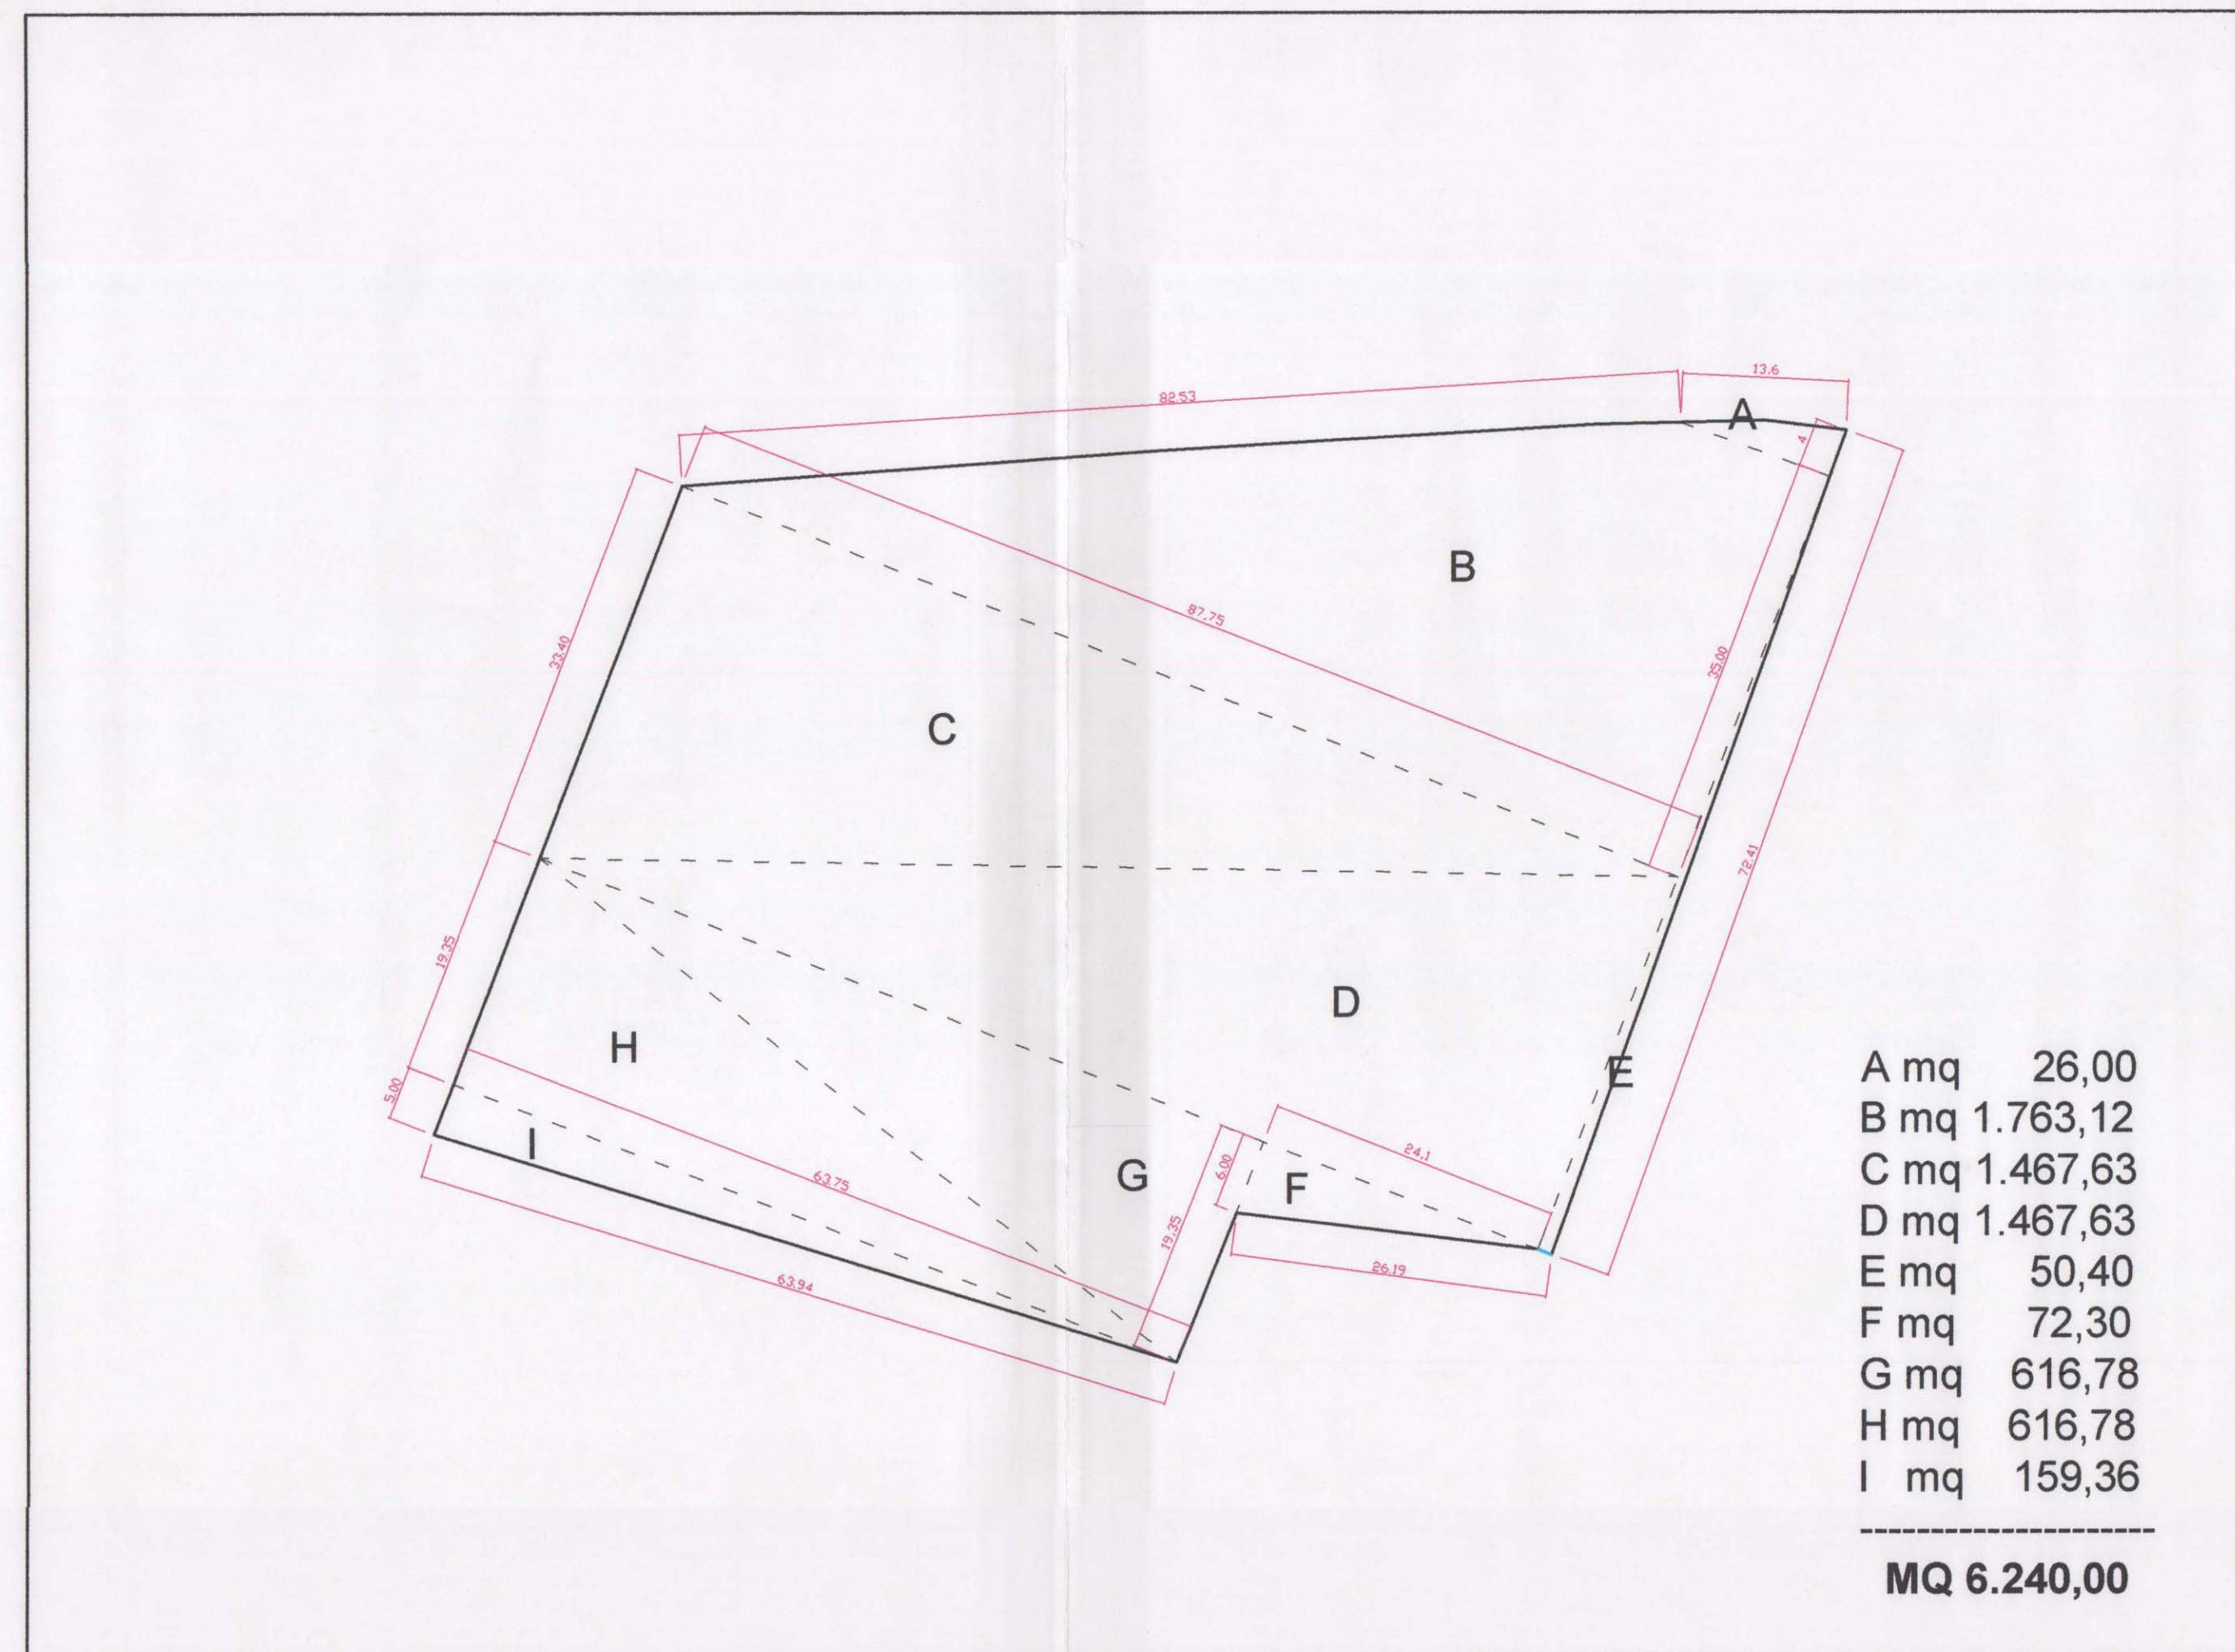 13,6
82.53
A
4
B
87,75
33.40
35.00
C
72.41
19.35
D
H
E
5.00
I
63.75
G
6.00
F
24,1
19,35
26.19
63.94
A mq 26,00
B mq 1.763,12
C mq 1.467,63
D mq 1.467,63
E mq 50,40
F mq 72,30
G mq 616,78
H mq 616,78
I mq 159,36
-----------------------
MQ 6.240,00